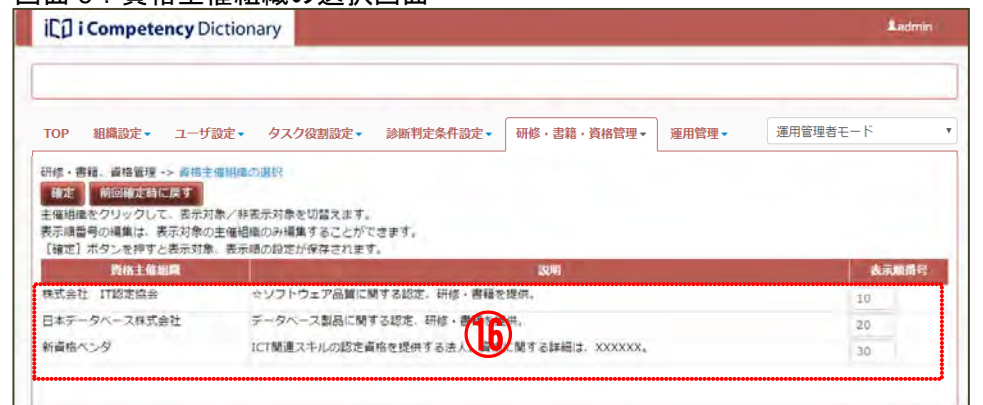 iCD i Competency Dictionary
admin
TOP 組織設定 ユーザ設定 タスク役割設定 診断判定条件設定 研修・書籍・資格管理 運用管理 運用管理者モード
研修・書籍、資格管理 -> 資格主催組織の選択
確定 前回確定時に戻す
主催組織をクリックして、表示対象／非表示対象を切替えます。
表示順番号の編集は、表示対象の主催組織のみ編集することができます。
［確定］ボタンを押すと表示対象、表示順の設定が保存されます。
資格主催組織 説明 表示順番号
株式会社 IT認定協会 ☆ソフトウェア品質に関する認定、研修・書籍を提供。 10
日本データベース株式会社 データベース製品に関する認定、研修・書籍を提供。 20
新資格ベンダ ICT関連スキルの認定資格を提供する法人。資格に関する詳細は、XXXXXX。 30
⑯